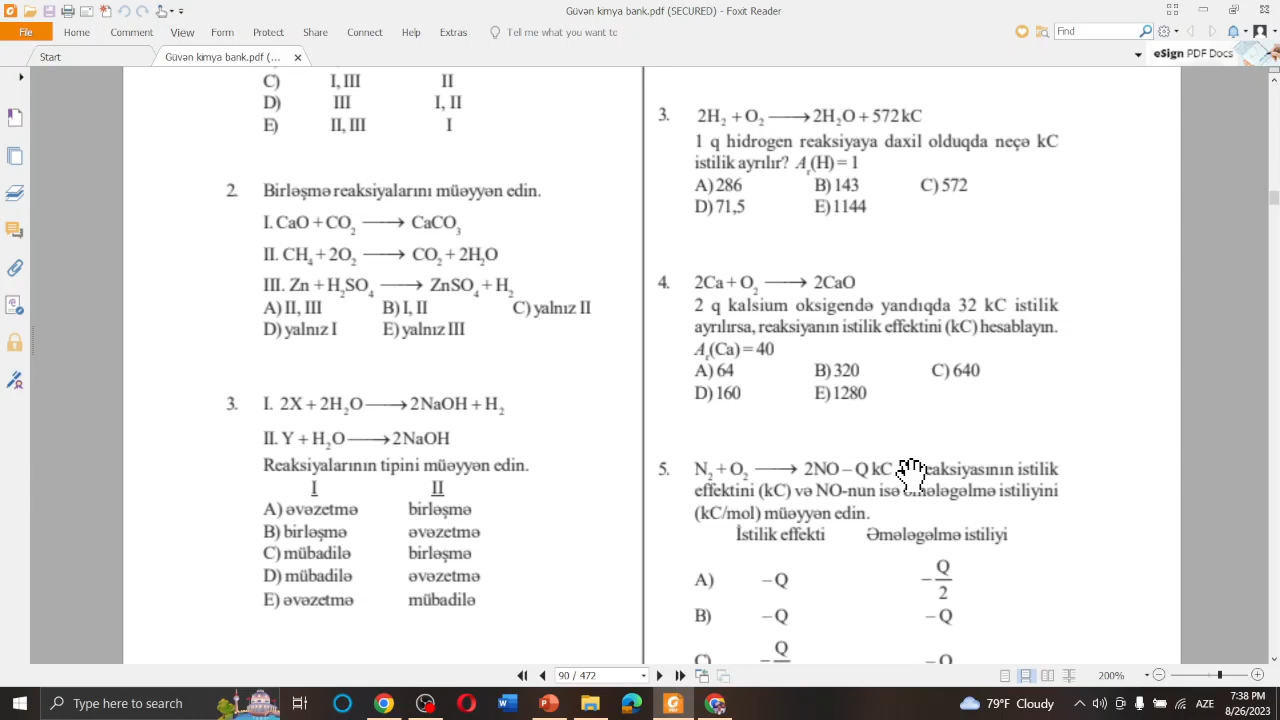 Güvən kimya bank.pdf (SECURED) - Foxit Reader
File Home Comment View Form Protect Share Connect Help Extras Tell me what you want to Find
Start Güvən kimya bank.pdf (... × eSign PDF Docs
C) I, III II
D) III I, II
E) II, III I
2. Birləşmə reaksiyalarını müəyyən edin.
I. CaO + CO₂ ⟶ CaCO₃
II. CH₄ + 2O₂ ⟶ CO₂ + 2H₂O
III. Zn + H₂SO₄ ⟶ ZnSO₄ + H₂
A) II, III B) I, II C) yalnız II
D) yalnız I E) yalnız III
3. I. 2X + 2H₂O ⟶ 2NaOH + H₂
II. Y + H₂O ⟶ 2NaOH
Reaksiyalarının tipini müəyyən edin.
I II
A) əvəzetmə birləşmə
B) birləşmə əvəzetmə
C) mübadilə birləşmə
D) mübadilə əvəzetmə
E) əvəzetmə mübadilə
3. 2H₂ + O₂ ⟶ 2H₂O + 572 kC
1 q hidrogen reaksiyaya daxil olduqda neçə kC
istilik ayrılır? Aᵣ(H) = 1
A) 286 B) 143 C) 572
D) 71,5 E) 1144
4. 2Ca + O₂ ⟶ 2CaO
2 q kalsium oksigendə yandıqda 32 kC istilik
ayrılırsa, reaksiyanın istilik effektini (kC) hesablayın.
Aᵣ(Ca) = 40
A) 64 B) 320 C) 640
D) 160 E) 1280
5. N₂ + O₂ ⟶ 2NO – Q kC reaksiyasının istilik
effektini (kC) və NO-nun isə əmələgəlmə istiliyini
(kC/mol) müəyyən edin.
İstilik effekti Əmələgəlmə istiliyi
A) – Q – Q/2
B) – Q – Q
C) – Q – Q
90 / 472 200%
Type here to search 79°F Cloudy AZE 7:38 PM
8/26/2023